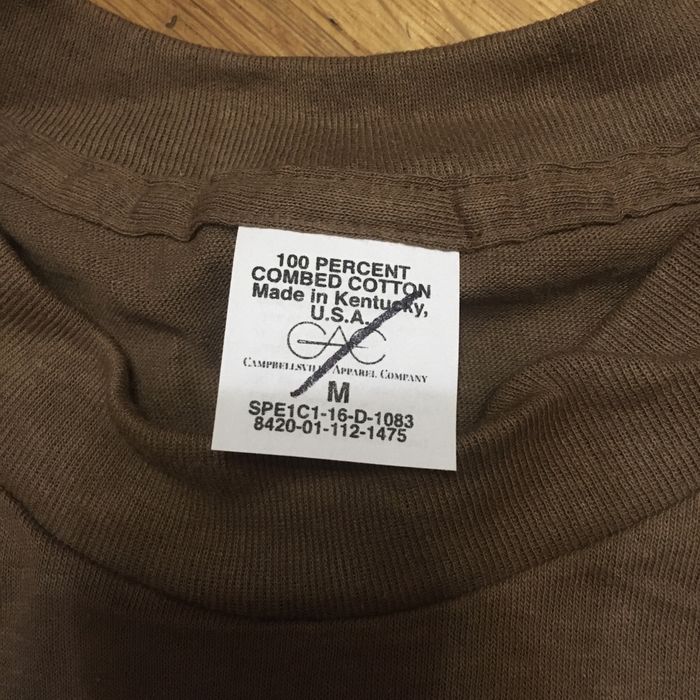 100 PERCENT
COMBED COTTON
Made in Kentucky,
U.S.A.
CAC
CAMPBELLSVILLE APPAREL COMPANY
M
SPE1C1-16-D-1083
8420-01-112-1475